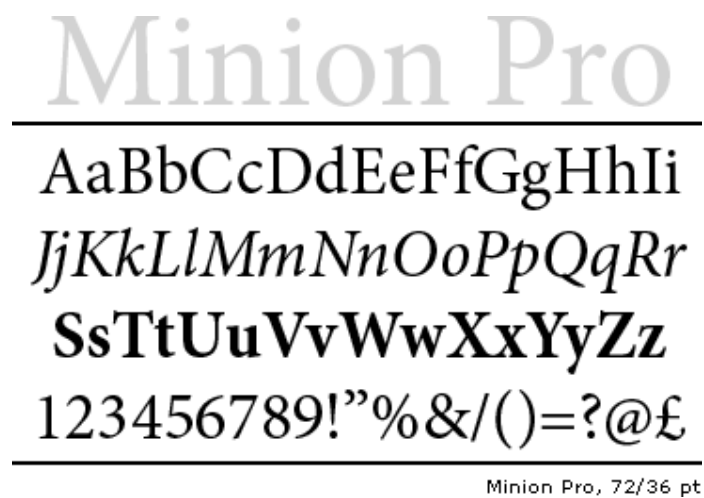 Minion Pro
AaBbCcDdEeFfGgHhIi
JjKkLlMmNnOoPpQqRr
SsTtUuVvWwXxYyZz
123456789!”%&/()=?@£
Minion Pro, 72/36 pt